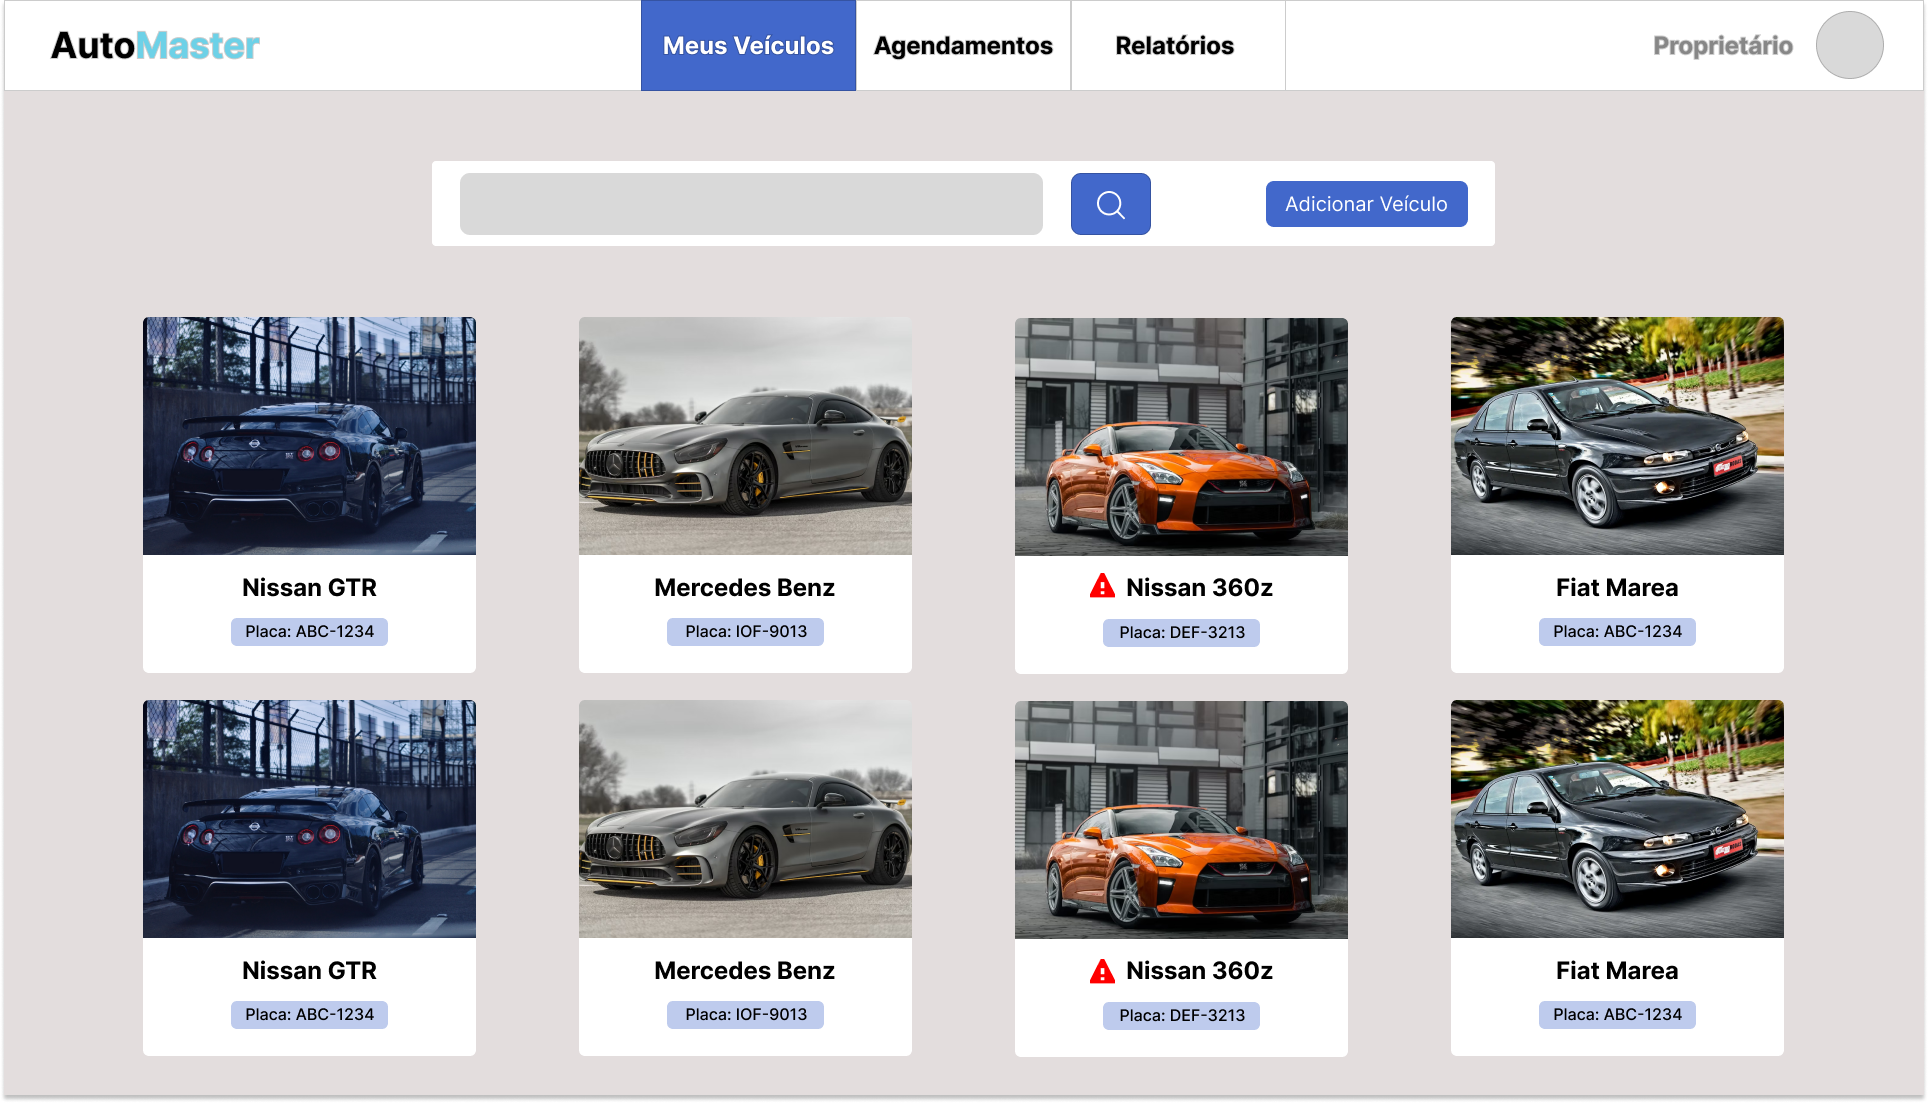 AutoMaster
Meus Veículos
Agendamentos
Relatórios
Proprietário
Adicionar Veículo
Nissan GTR
Placa: ABC-1234
Mercedes Benz
Placa: IOF-9013
Nissan 360z
Placa: DEF-3213
Fiat Marea
Placa: ABC-1234
Nissan GTR
Placa: ABC-1234
Mercedes Benz
Placa: IOF-9013
Nissan 360z
Placa: DEF-3213
Fiat Marea
Placa: ABC-1234